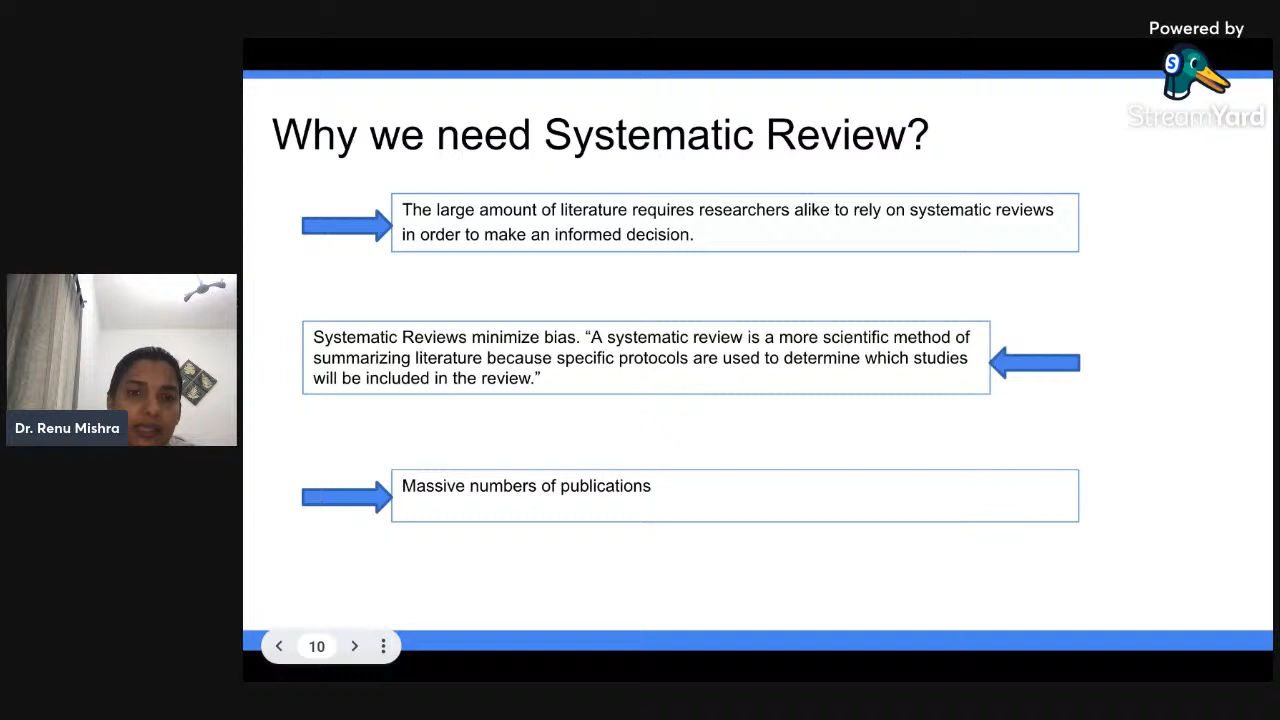 Powered by
S
StreamYard
Why we need Systematic Review?
The large amount of literature requires researchers alike to rely on systematic reviews
in order to make an informed decision.
Systematic Reviews minimize bias. “A systematic review is a more scientific method of
summarizing literature because specific protocols are used to determine which studies
will be included in the review.”
Dr. Renu Mishra
Massive numbers of publications
10